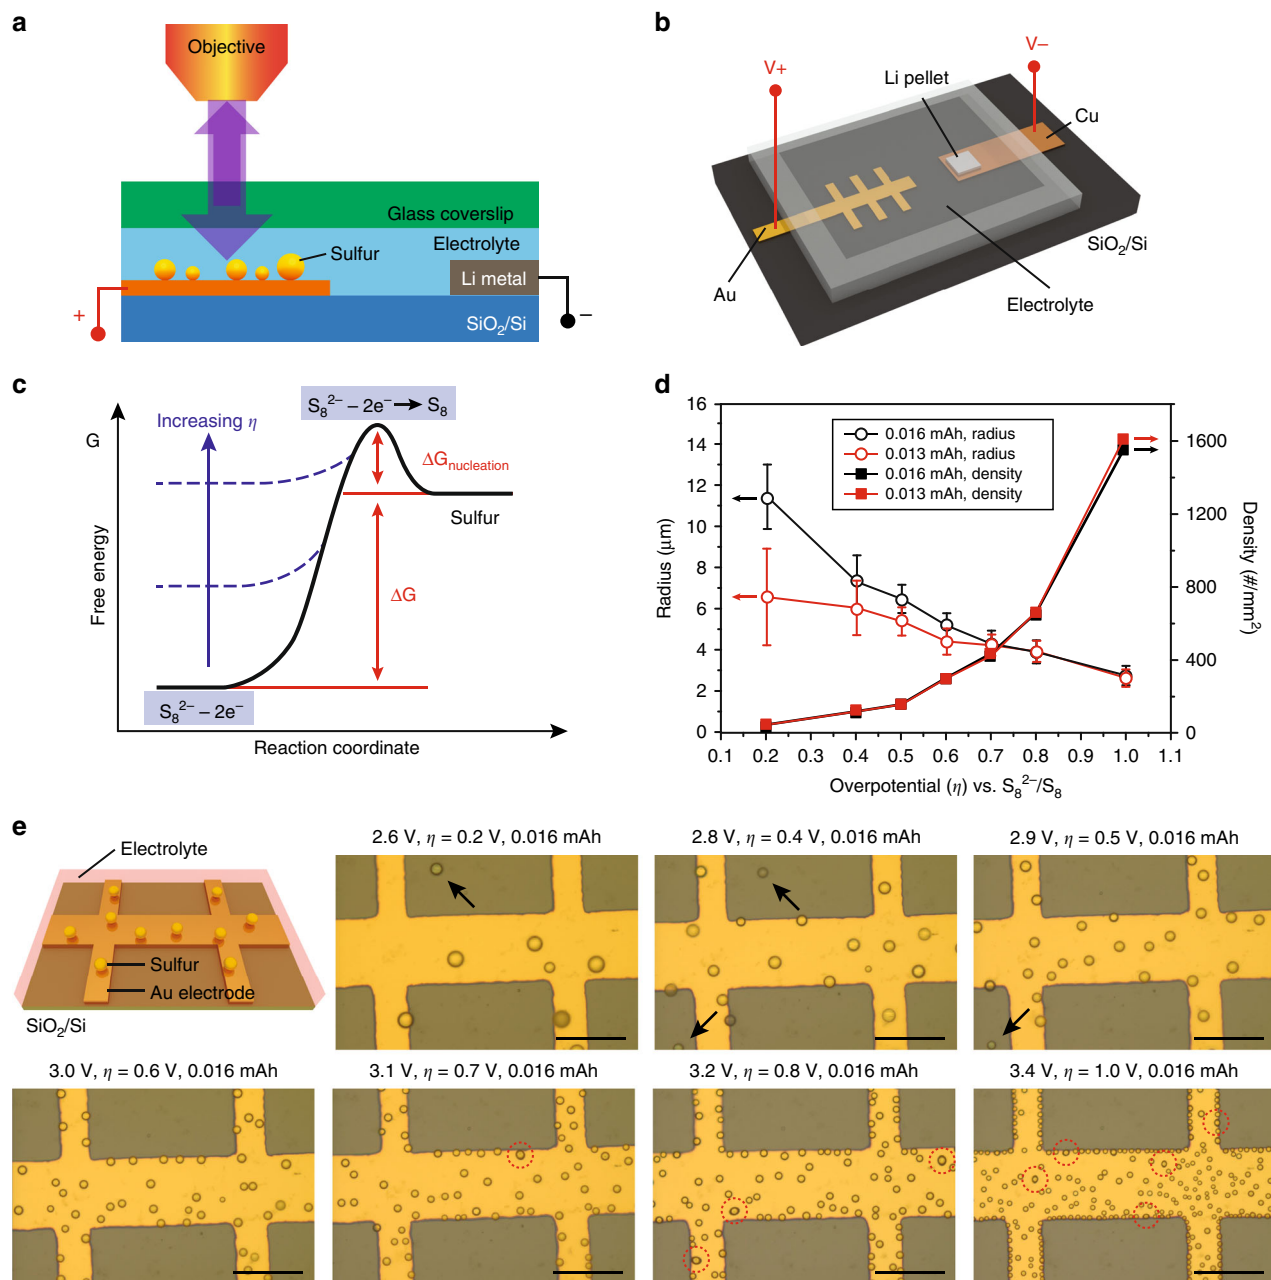 a
Objective
Glass coverslip
Electrolyte
Sulfur
Li metal
+
−
SiO₂/Si
b
V+
V−
Li pellet
Cu
SiO₂/Si
Au
Electrolyte
c
G
Free energy
Increasing η
S₈²⁻ − 2e⁻ → S₈
ΔG_nucleation
Sulfur
ΔG
S₈²⁻ − 2e⁻
Reaction coordinate
d
16
14
12
10
8
6
4
2
0
Radius (μm)
0.016 mAh, radius
0.013 mAh, radius
0.016 mAh, density
0.013 mAh, density
1600
1200
800
400
0
Density (#/mm²)
0.1 0.2 0.3 0.4 0.5 0.6 0.7 0.8 0.9 1.0 1.1
Overpotential (η) vs. S₈²⁻/S₈
e
Electrolyte
Sulfur
Au electrode
SiO₂/Si
2.6 V, η = 0.2 V, 0.016 mAh
2.8 V, η = 0.4 V, 0.016 mAh
2.9 V, η = 0.5 V, 0.016 mAh
3.0 V, η = 0.6 V, 0.016 mAh
3.1 V, η = 0.7 V, 0.016 mAh
3.2 V, η = 0.8 V, 0.016 mAh
3.4 V, η = 1.0 V, 0.016 mAh